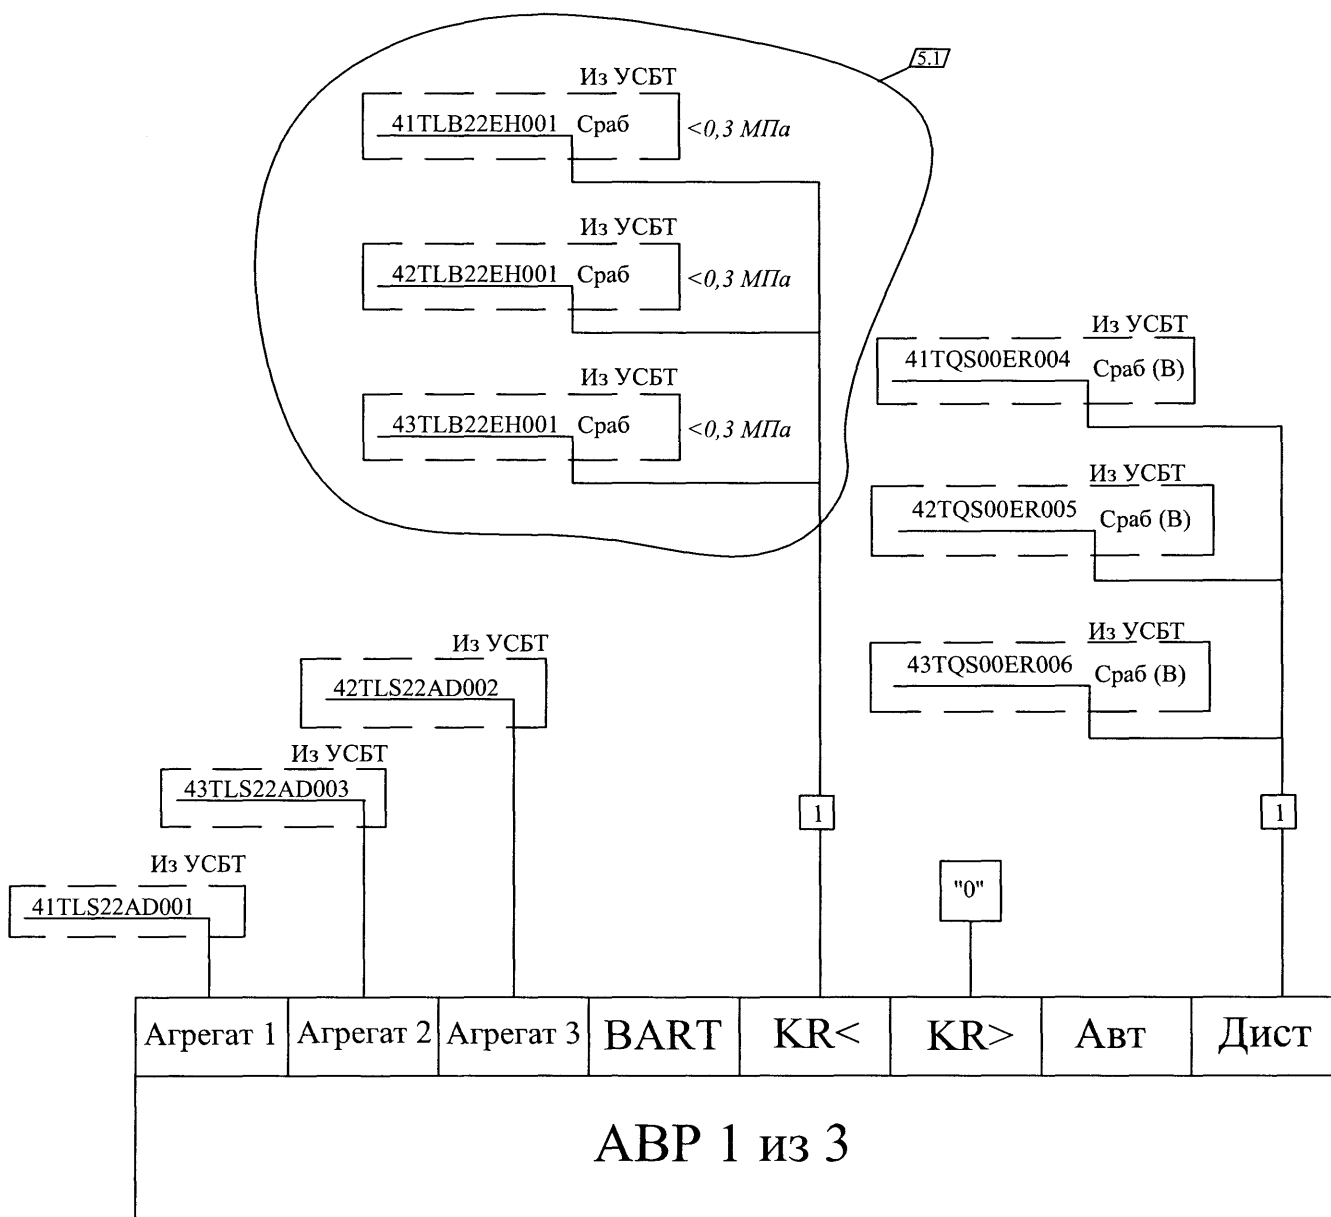 5.1
Из УСБТ
41TLB22EH001 Сраб <0,3 МПа
Из УСБТ
42TLB22EH001 Сраб <0,3 МПа
Из УСБТ
43TLB22EH001 Сраб <0,3 МПа
Из УСБТ
41TQS00ER004 Сраб (В)
Из УСБТ
42TQS00ER005 Сраб (В)
Из УСБТ
43TQS00ER006 Сраб (В)
Из УСБТ
42TLS22AD002
Из УСБТ
43TLS22AD003
Из УСБТ
41TLS22AD001
1
1
"0"
Агрегат 1 Агрегат 2 Агрегат 3 BART KR< KR> Авт Дист
АВР 1 из 3